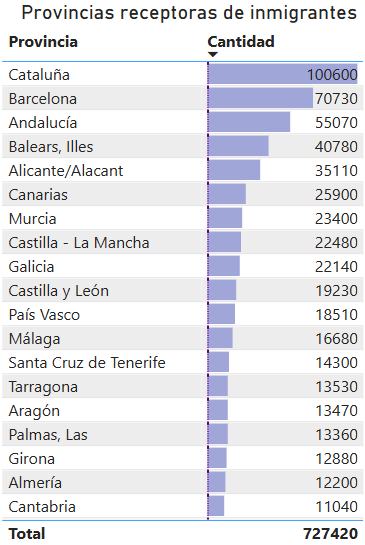 Provincias receptoras de inmigrantes
Provincia Cantidad
Cataluña 100600
Barcelona 70730
Andalucía 55070
Balears, Illes 40780
Alicante/Alacant 35110
Canarias 25900
Murcia 23400
Castilla - La Mancha 22480
Galicia 22140
Castilla y León 19230
País Vasco 18510
Málaga 16680
Santa Cruz de Tenerife 14300
Tarragona 13530
Aragón 13470
Palmas, Las 13360
Girona 12880
Almería 12200
Cantabria 11040
Total 727420